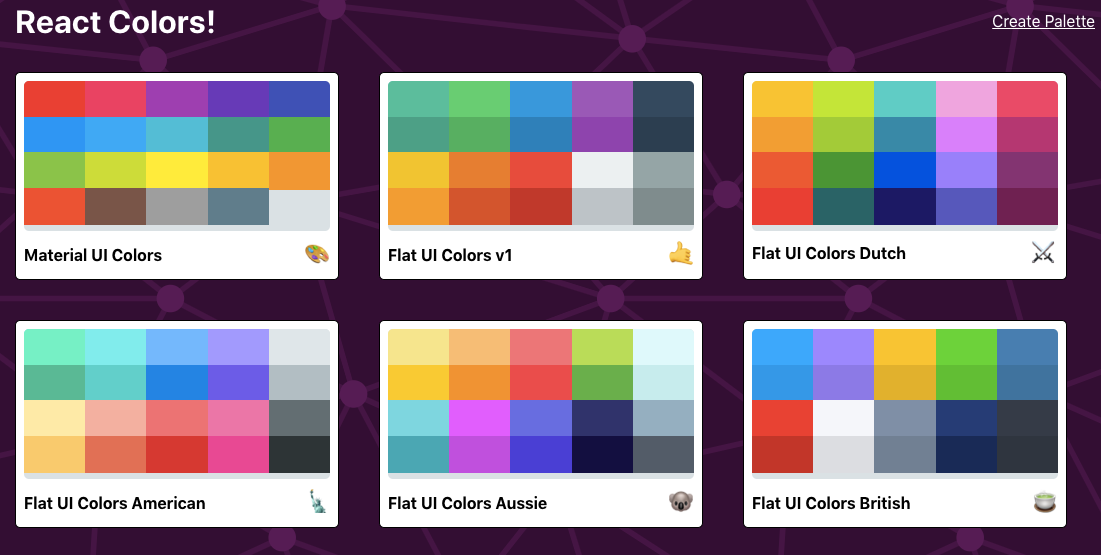 React Colors!
Create Palette
Material UI Colors
Flat UI Colors v1
Flat UI Colors Dutch
Flat UI Colors American
Flat UI Colors Aussie
Flat UI Colors British